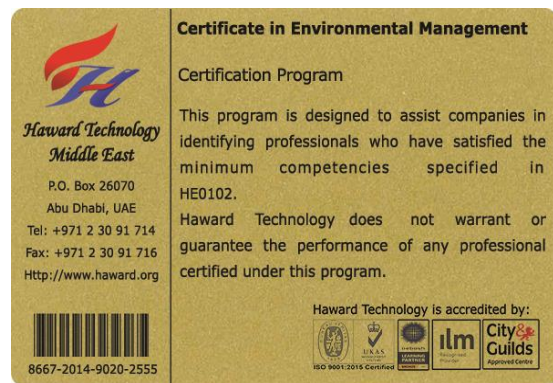 Haward Technology
Middle East
P.O. Box 26070
Abu Dhabi, UAE
Tel: +971 2 30 91 714
Fax: +971 2 30 91 716
Http://www.haward.org
8667-2014-9020-2555
Certificate in Environmental Management
Certification Program
This program is designed to assist companies in
identifying professionals who have satisfied the
minimum competencies specified in
HE0102.
Haward Technology does not warrant or
guarantee the performance of any professional
certified under this program.
Haward Technology is accredited by:
UKAS
ISO 9001:2015 Certified
LEARNING
PARTNER
ilm
Recognised
Provider
City&
Guilds
Approved Centre